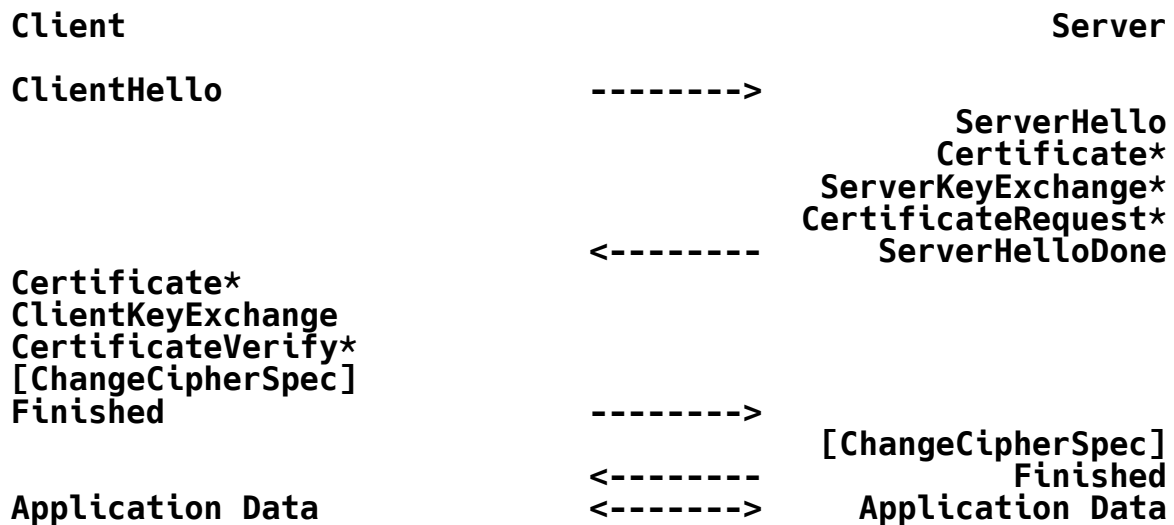 Client Server
ClientHello -------->
ServerHello
Certificate*
ServerKeyExchange*
CertificateRequest*
<-------- ServerHelloDone
Certificate*
ClientKeyExchange
CertificateVerify*
[ChangeCipherSpec]
Finished -------->
[ChangeCipherSpec]
<-------- Finished
Application Data <-------> Application Data